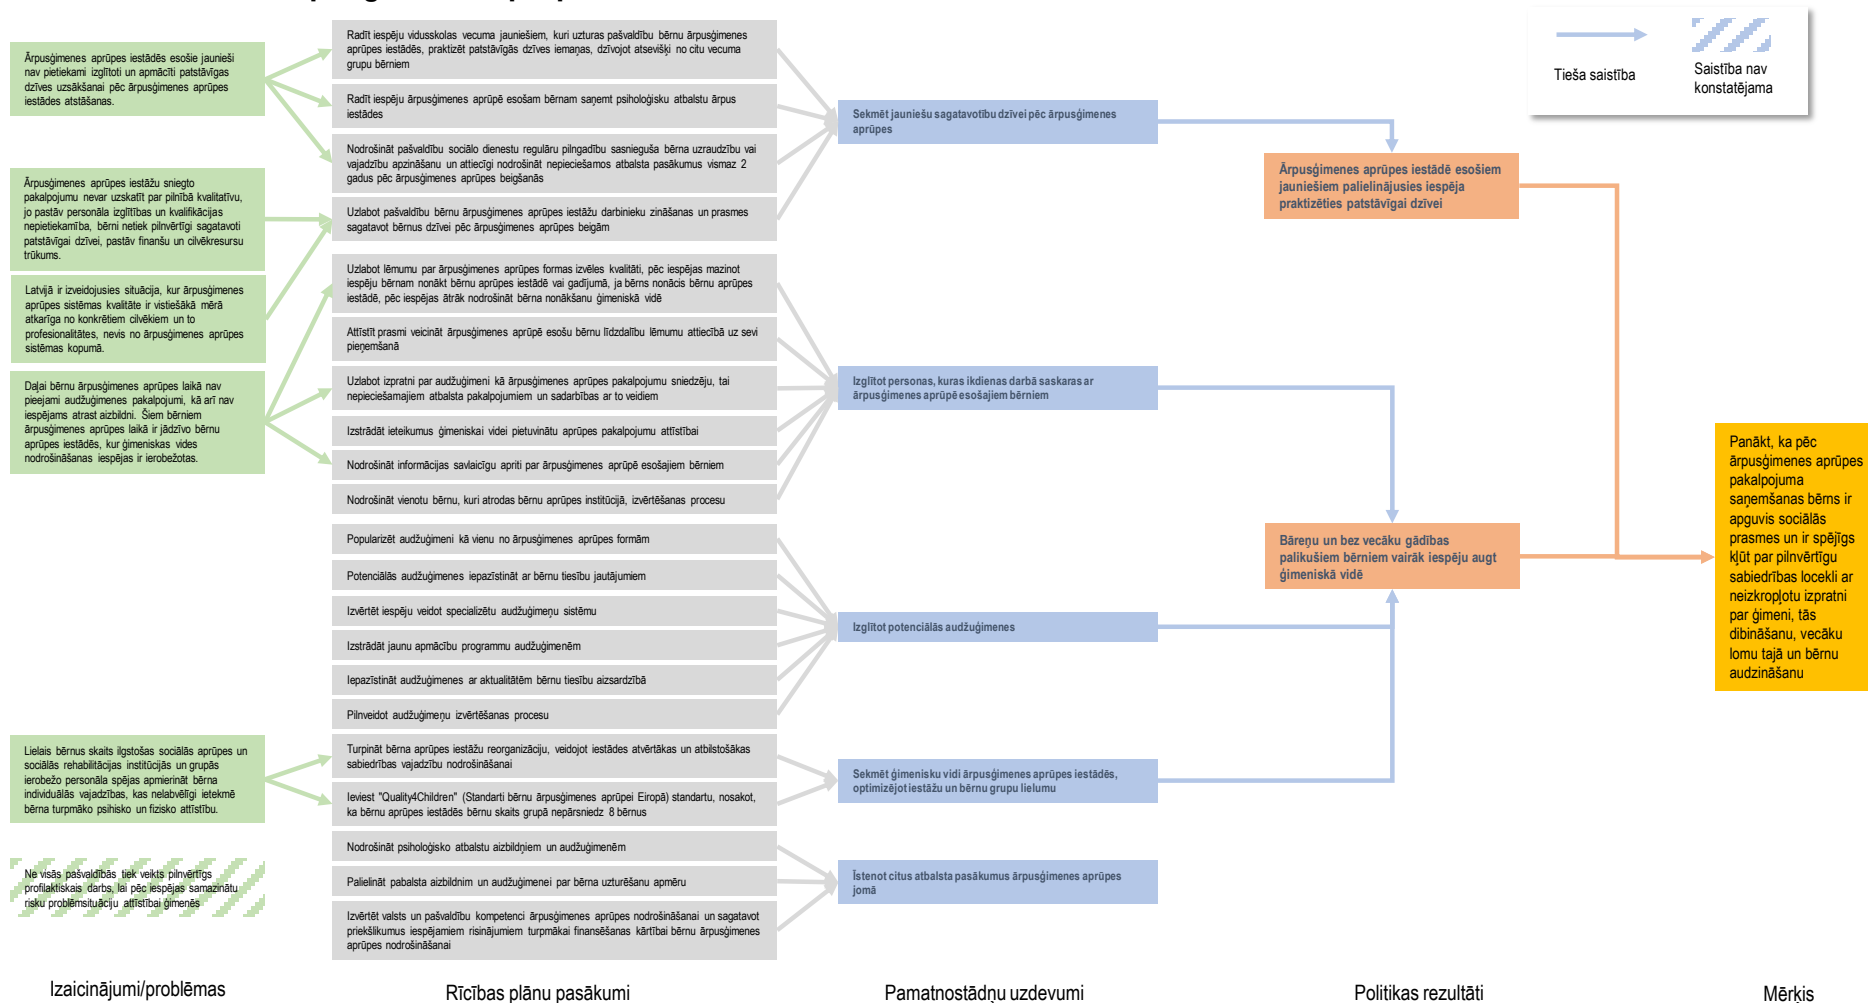 Tieša saistība
Saistība nav
konstatējama
Ārpusģimenes aprūpes iestādēs esošie jaunieši
nav pietiekami izglītoti un apmācīti patstāvīgas
dzīves uzsākšanai pēc ārpusģimenes aprūpes
iestādes atstāšanas.
Ārpusģimenes aprūpes iestāžu sniegto
pakalpojumu nevar uzskatīt par pilnībā kvalitatīvu,
jo pastāv personāla izglītības un kvalifikācijas
nepietiekamība, bērni netiek pilnvērtīgi sagatavoti
patstāvīgai dzīvei, pastāv finanšu un cilvēkresursu
trūkums.
Latvijā ir izveidojusies situācija, kur ārpusģimenes
aprūpes sistēmas kvalitāte ir vistiešākā mērā
atkarīga no konkrētiem cilvēkiem un to
profesionalitātes, nevis no ārpusģimenes aprūpes
sistēmas kopumā.
Daļai bērnu ārpusģimenes aprūpes laikā nav
pieejami audžuģimenes pakalpojumi, kā arī nav
iespējams atrast aizbildni. Šiem bērniem
ārpusģimenes aprūpes laikā ir jādzīvo bērnu
aprūpes iestādēs, kur ģimeniskas vides
nodrošināšanas iespējas ir ierobežotas.
Lielais bērnus skaits ilgstošas sociālās aprūpes un
sociālās rehabilitācijas institūcijās un grupās
ierobežo personāla spējas apmierināt bērna
individuālās vajadzības, kas nelabvēlīgi ietekmē
bērna turpmāko psihisko un fizisko attīstību.
Ne visās pašvaldībās tiek veikts pilnvērtīgs
profilaktiskais darbs, lai pēc iespējas samazinātu
risku problēmsituāciju attīstībai ģimenēs
Izaicinājumi/problēmas
Radīt iespēju vidusskolas vecuma jauniešiem, kuri uzturas pašvaldību bērnu ārpusģimenes
aprūpes iestādēs, praktizēt patstāvīgās dzīves iemaņas, dzīvojot atsevišķi no citu vecuma
grupu bērniem
Radīt iespēju ārpusģimenes aprūpē esošam bērnam saņemt psiholoģisku atbalstu ārpus
iestādes
Nodrošināt pašvaldību sociālo dienestu regulāru pilngadību sasnieguša bērna uzraudzību vai
vajadzību apzināšanu un attiecīgi nodrošināt nepieciešamos atbalsta pasākumus vismaz 2
gadus pēc ārpusģimenes aprūpes beigšanās
Uzlabot pašvaldību bērnu ārpusģimenes aprūpes iestāžu darbinieku zināšanas un prasmes
sagatavot bērnus dzīvei pēc ārpusģimenes aprūpes beigām
Uzlabot lēmumu par ārpusģimenes aprūpes formas izvēles kvalitāti, pēc iespējas mazinot
iespēju bērnam nonākt bērnu aprūpes iestādē vai gadījumā, ja bērns nonācis bērnu aprūpes
iestādē, pēc iespējas ātrāk nodrošināt bērna nonākšanu ģimeniskā vidē
Attīstīt prasmi veicināt ārpusģimenes aprūpē esošu bērnu līdzdalību lēmumu attiecībā uz sevi
pieņemšanā
Uzlabot izpratni par audžuģimeni kā ārpusģimenes aprūpes pakalpojumu sniedzēju, tai
nepieciešamajiem atbalsta pakalpojumiem un sadarbības ar to veidiem
Izstrādāt ieteikumus ģimeniskai videi pietuvinātu aprūpes pakalpojumu attīstībai
Nodrošināt informācijas savlaicīgu apriti par ārpusģimenes aprūpē esošajiem bērniem
Nodrošināt vienotu bērnu, kuri atrodas bērnu aprūpes institūcijā, izvērtēšanas procesu
Popularizēt audžuģimeni kā vienu no ārpusģimenes aprūpes formām
Potenciālās audžuģimenes iepazīstināt ar bērnu tiesību jautājumiem
Izvērtēt iespēju veidot specializētu audžuģimeņu sistēmu
Izstrādāt jaunu apmācību programmu audžuģimenēm
Iepazīstināt audžuģimenes ar aktualitātēm bērnu tiesību aizsardzībā
Pilnveidot audžuģimeņu izvērtēšanas procesu
Turpināt bērna aprūpes iestāžu reorganizāciju, veidojot iestādes atvērtākas un atbilstošākas
sabiedrības vajadzību nodrošināšanai
Ieviest "Quality4Children" (Standarti bērnu ārpusģimenes aprūpei Eiropā) standartu, nosakot,
ka bērnu aprūpes iestādēs bērnu skaits grupā nepārsniedz 8 bērnus
Nodrošināt psiholoģisko atbalstu aizbildņiem un audžuģimenēm
Palielināt pabalsta aizbildnim un audžuģimenei par bērna uzturēšanu apmēru
Izvērtēt valsts un pašvaldību kompetenci ārpusģimenes aprūpes nodrošināšanai un sagatavot
priekšlikumus iespējamiem risinājumiem turpmākai finansēšanas kārtībai bērnu ārpusģimenes
aprūpes nodrošināšanai
Rīcības plānu pasākumi
Sekmēt jauniešu sagatavotību dzīvei pēc ārpusģimenes
aprūpes
Izglītot personas, kuras ikdienas darbā saskaras ar
ārpusģimenes aprūpē esošajiem bērniem
Izglītot potenciālās audžuģimenes
Sekmēt ģimenisku vidi ārpusģimenes aprūpes iestādēs,
optimizējot iestāžu un bērnu grupu lielumu
Īstenot citus atbalsta pasākumus ārpusģimenes aprūpes
jomā
Pamatnostādņu uzdevumi
Ārpusģimenes aprūpes iestādē esošiem
jauniešiem palielinājusies iespēja
praktizēties patstāvīgai dzīvei
Bāreņu un bez vecāku gādības
palikušiem bērniem vairāk iespēju augt
ģimeniskā vidē
Politikas rezultāti
Panākt, ka pēc
ārpusģimenes aprūpes
pakalpojuma
saņemšanas bērns ir
apguvis sociālās
prasmes un ir spējīgs
kļūt par pilnvērtīgu
sabiedrības locekli ar
neizkropļotu izpratni
par ģimeni, tās
dibināšanu, vecāku
lomu tajā un bērnu
audzināšanu
Mērķis